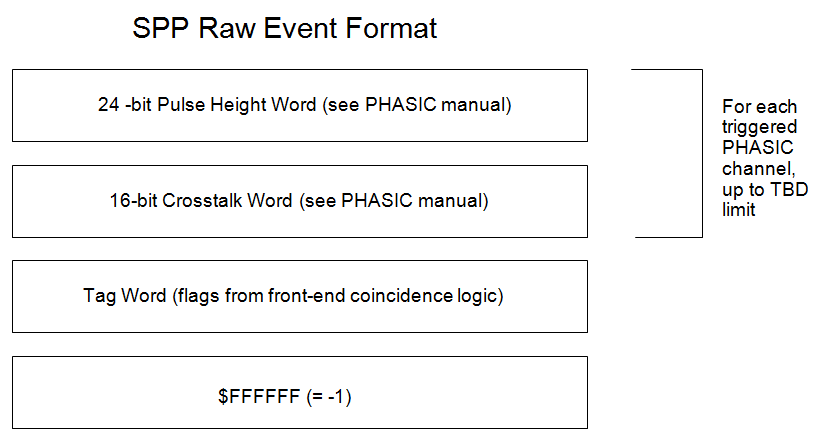 SPP Raw Event Format
24 -bit Pulse Height Word (see PHASIC manual)
16-bit Crosstalk Word (see PHASIC manual)
For each
triggered
PHASIC
channel,
up to TBD
limit
Tag Word (flags from front-end coincidence logic)
$FFFFFF (= -1)